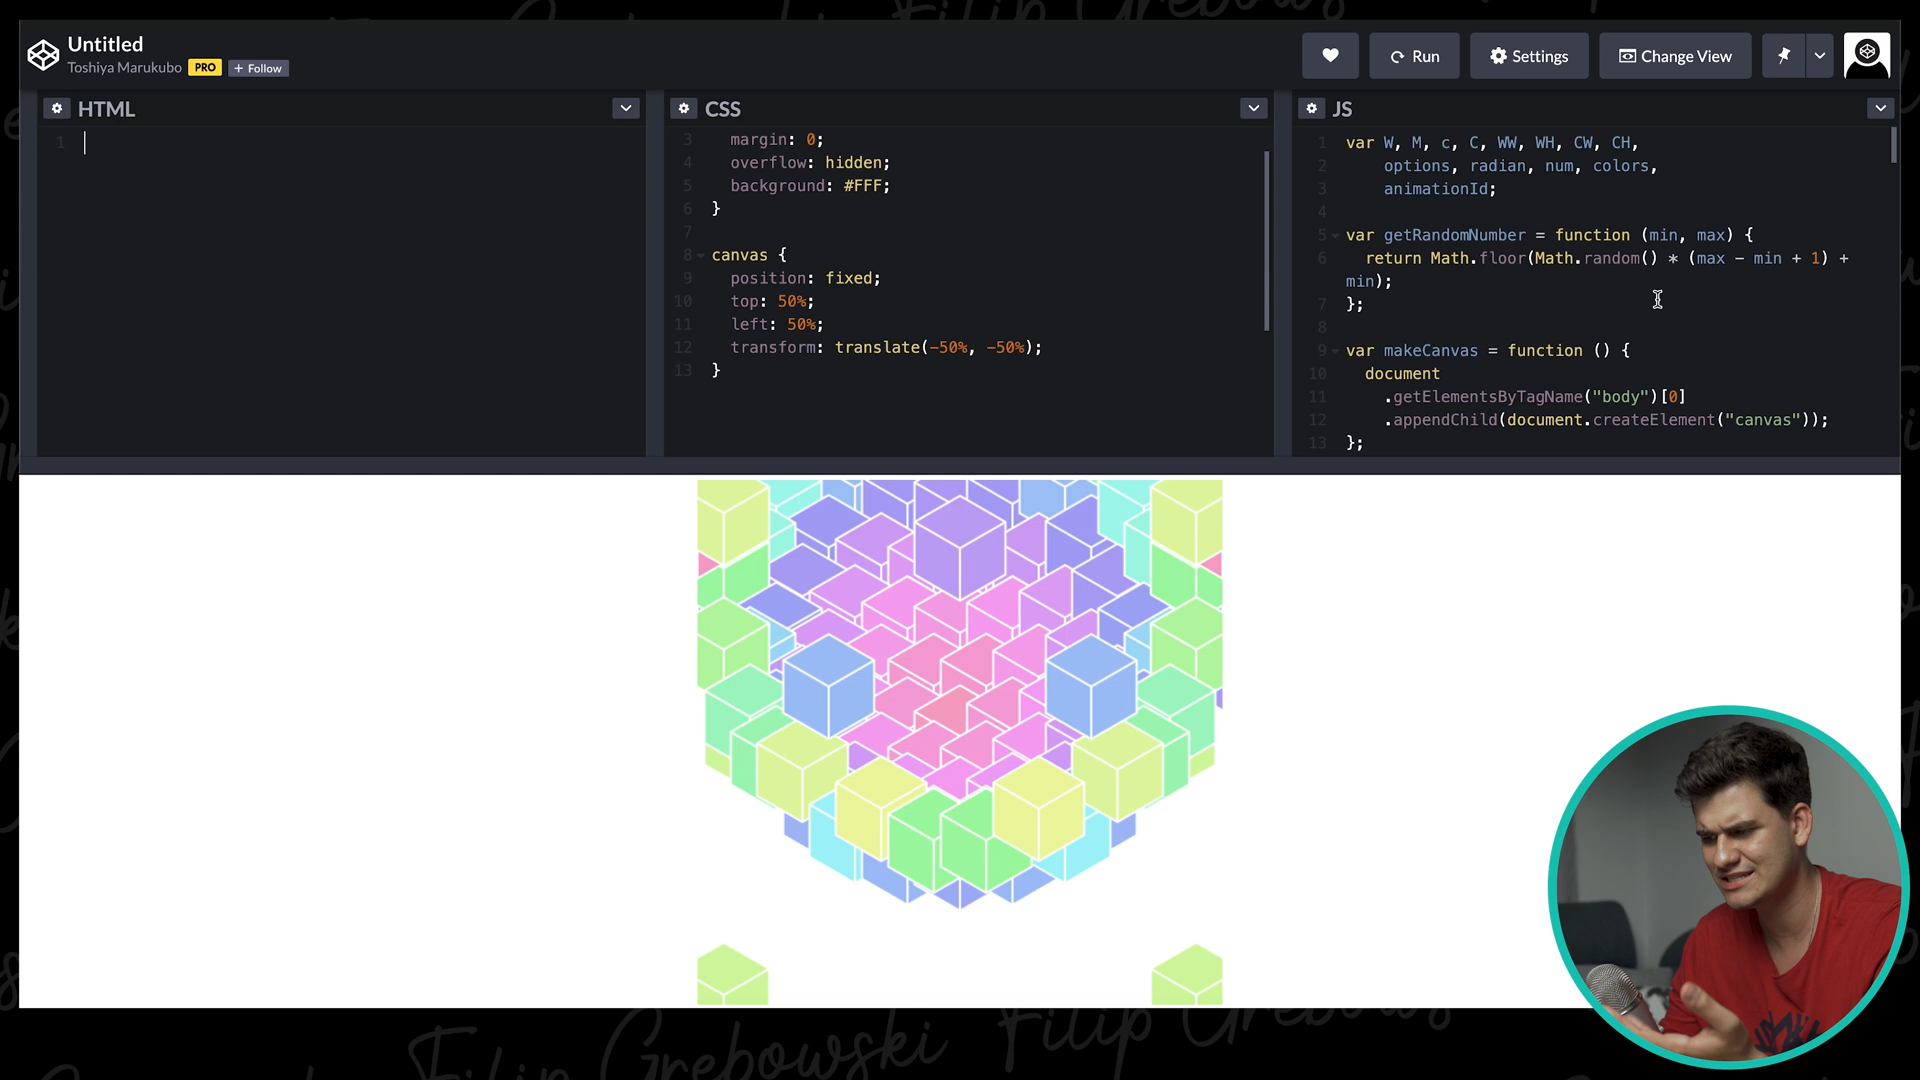 Filip Grebowski
Untitled
Toshiya Marukubo PRO + Follow
Run
Settings
Change View
HTML
1
CSS
3 margin: 0;
4 overflow: hidden;
5 background: #FFF;
6 }
7
8 canvas {
9 position: fixed;
10 top: 50%;
11 left: 50%;
12 transform: translate(-50%, -50%);
13 }
JS
1 var W, M, c, C, WW, WH, CW, CH,
2 options, radian, num, colors,
3 animationId;
4
5 var getRandomNumber = function (min, max) {
6 return Math.floor(Math.random() * (max - min + 1) +
min);
7 };
8
9 var makeCanvas = function () {
10 document
11 .getElementsByTagName("body")[0]
12 .appendChild(document.createElement("canvas"));
13 };
Filip Grebowski Filip Grebows